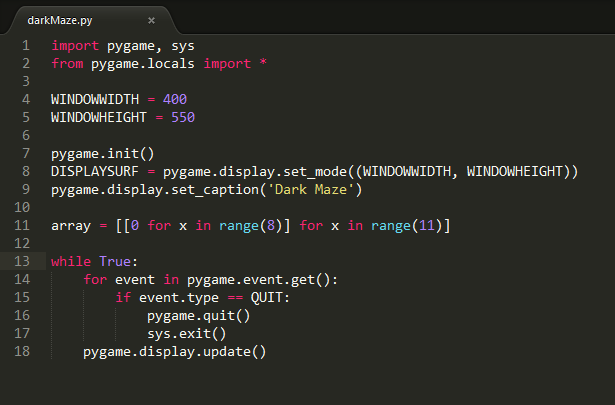 darkMaze.py ×
1 import pygame, sys
2 from pygame.locals import *
3
4 WINDOWWIDTH = 400
5 WINDOWHEIGHT = 550
6
7 pygame.init()
8 DISPLAYSURF = pygame.display.set_mode((WINDOWWIDTH, WINDOWHEIGHT))
9 pygame.display.set_caption('Dark Maze')
10
11 array = [[0 for x in range(8)] for x in range(11)]
12
13 while True:
14     for event in pygame.event.get():
15         if event.type == QUIT:
16             pygame.quit()
17             sys.exit()
18     pygame.display.update()